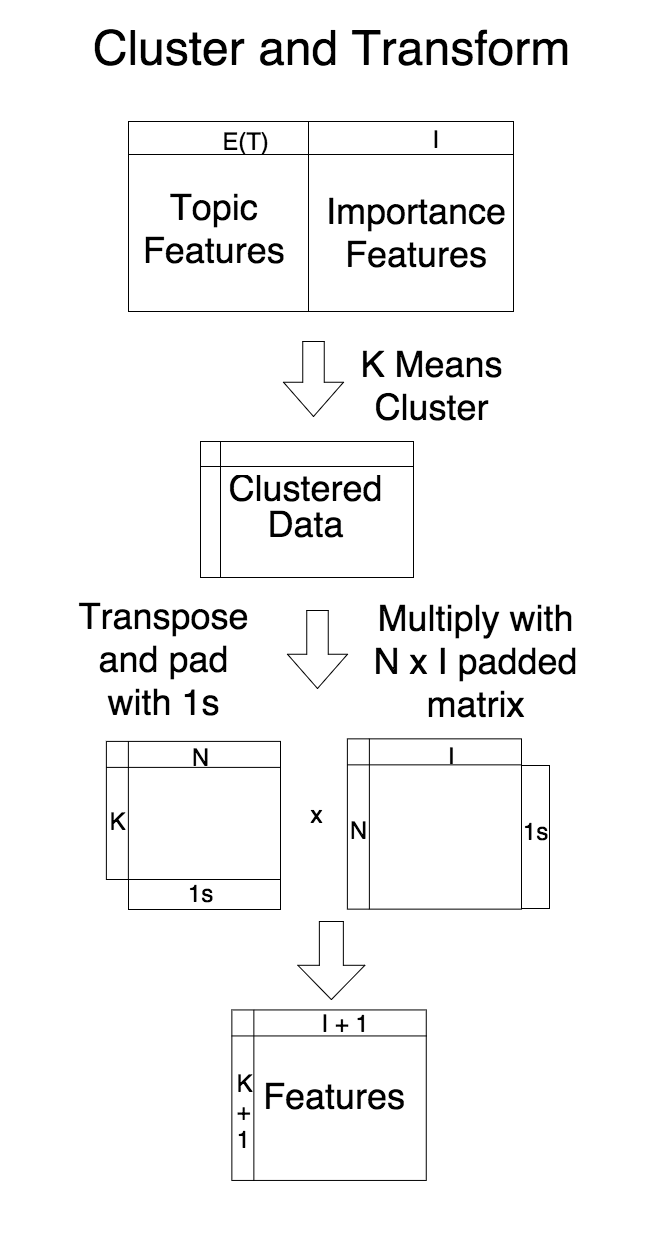 Cluster and Transform
E(T)
I
Topic
Features
Importance
Features
K Means
Cluster
Clustered
Data
Transpose
and pad
with 1s
Multiply with
N x I padded
matrix
N
K
1s
x
I
N
1s
I + 1
K
+
1
Features